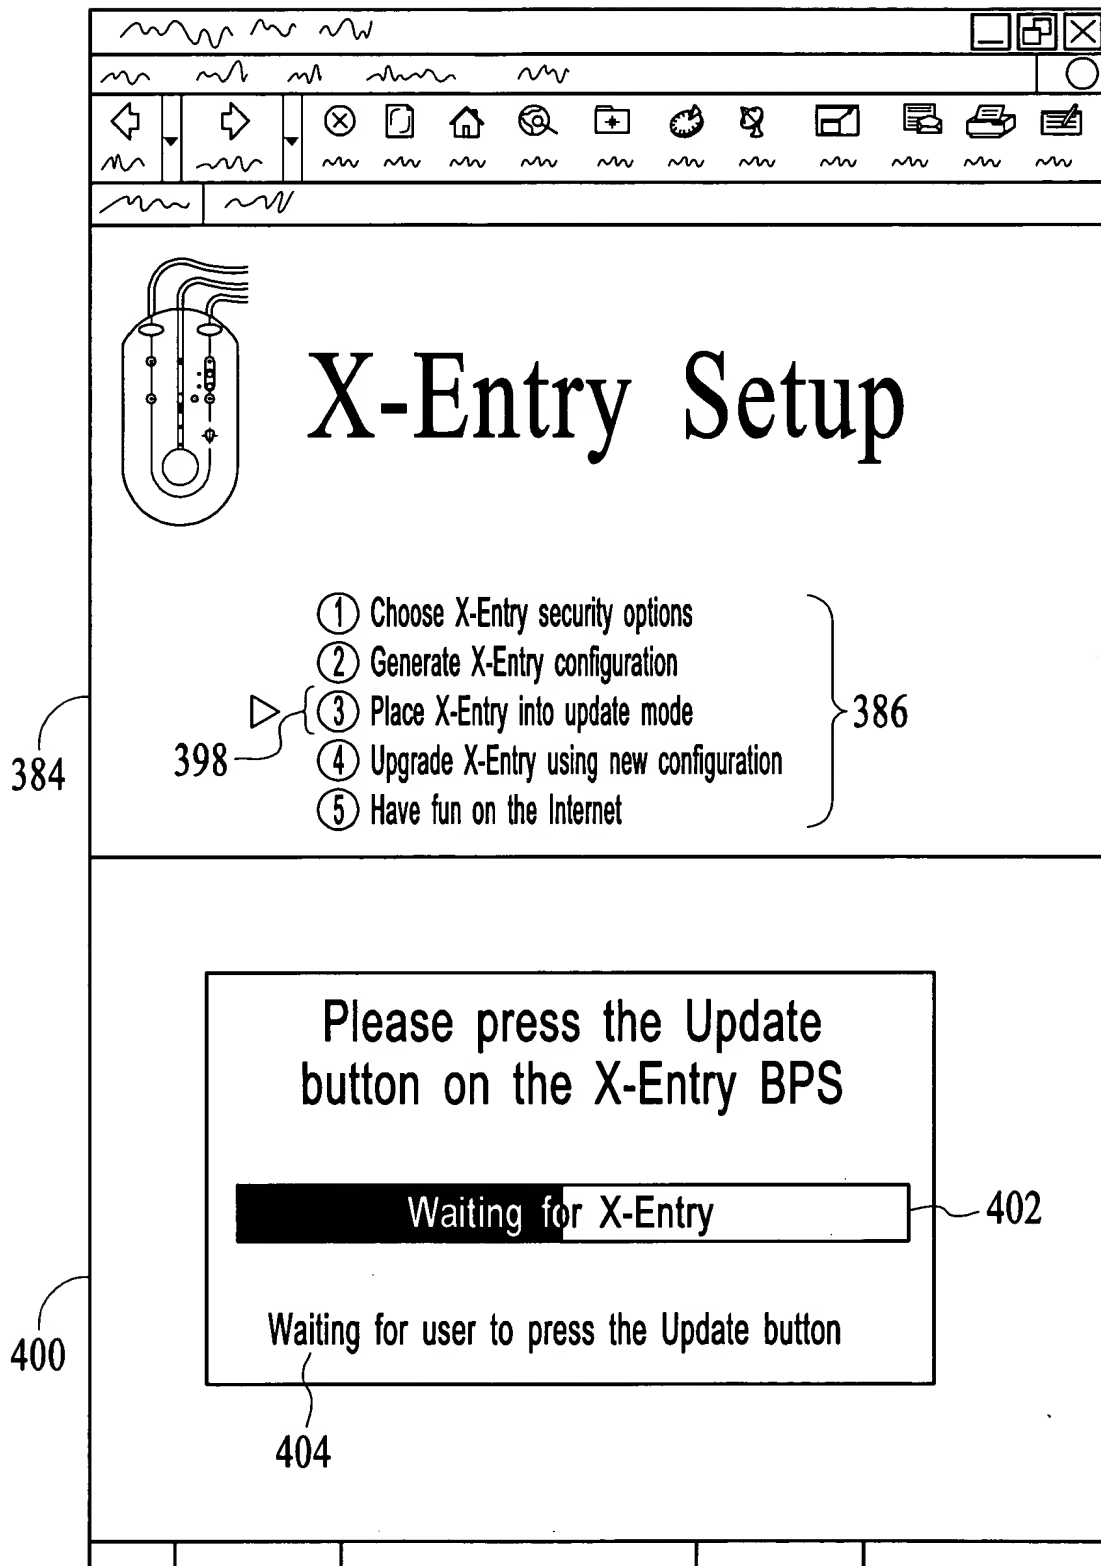 X-Entry Setup
① Choose X-Entry security options
② Generate X-Entry configuration
③ Place X-Entry into update mode
④ Upgrade X-Entry using new configuration
⑤ Have fun on the Internet
386
398
384
Please press the Update
button on the X-Entry BPS
Waiting for X-Entry
402
Waiting for user to press the Update button
400
404